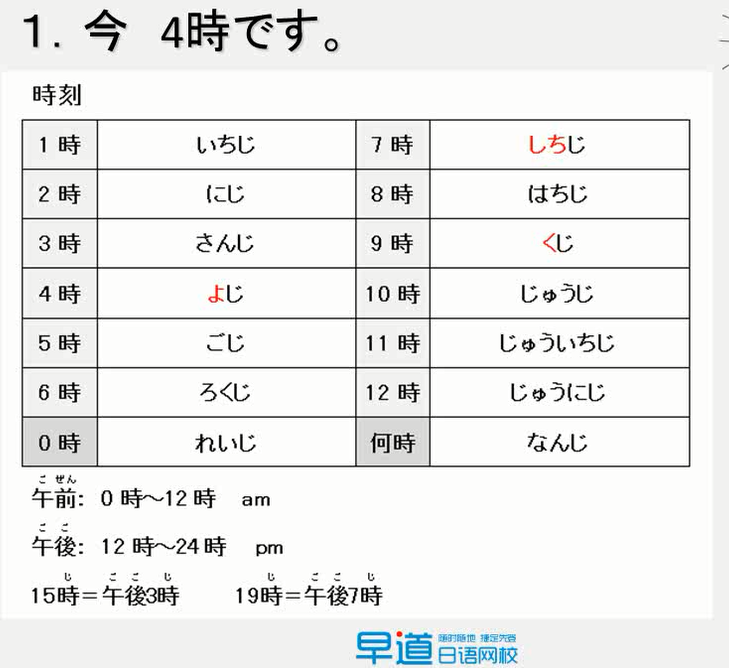 1. 今 4時です。
時刻
1 時 いちじ 7 時 しちじ
2 時 にじ 8 時 はちじ
3 時 さんじ 9 時 くじ
4 時 よじ 10 時 じゅうじ
5 時 ごじ 11 時 じゅういちじ
6 時 ろくじ 12 時 じゅうにじ
0 時 れいじ 何時 なんじ
ご ぜん
午前: 0 時～12 時 am
ご ご
午後: 12 時～24 時 pm
じ ご ご じ じ ご ご じ
15時=午後3時 19時=午後7時
早道 随时随地 搞定完爆
日语网校